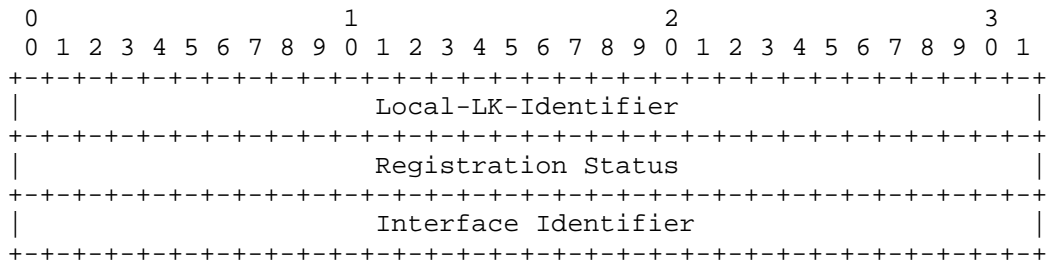 0                   1                   2                   3
 0 1 2 3 4 5 6 7 8 9 0 1 2 3 4 5 6 7 8 9 0 1 2 3 4 5 6 7 8 9 0 1
+-+-+-+-+-+-+-+-+-+-+-+-+-+-+-+-+-+-+-+-+-+-+-+-+-+-+-+-+-+-+-+-+
|                      Local-LK-Identifier                      |
+-+-+-+-+-+-+-+-+-+-+-+-+-+-+-+-+-+-+-+-+-+-+-+-+-+-+-+-+-+-+-+-+
|                      Registration Status                      |
+-+-+-+-+-+-+-+-+-+-+-+-+-+-+-+-+-+-+-+-+-+-+-+-+-+-+-+-+-+-+-+-+
|                      Interface Identifier                     |
+-+-+-+-+-+-+-+-+-+-+-+-+-+-+-+-+-+-+-+-+-+-+-+-+-+-+-+-+-+-+-+-+